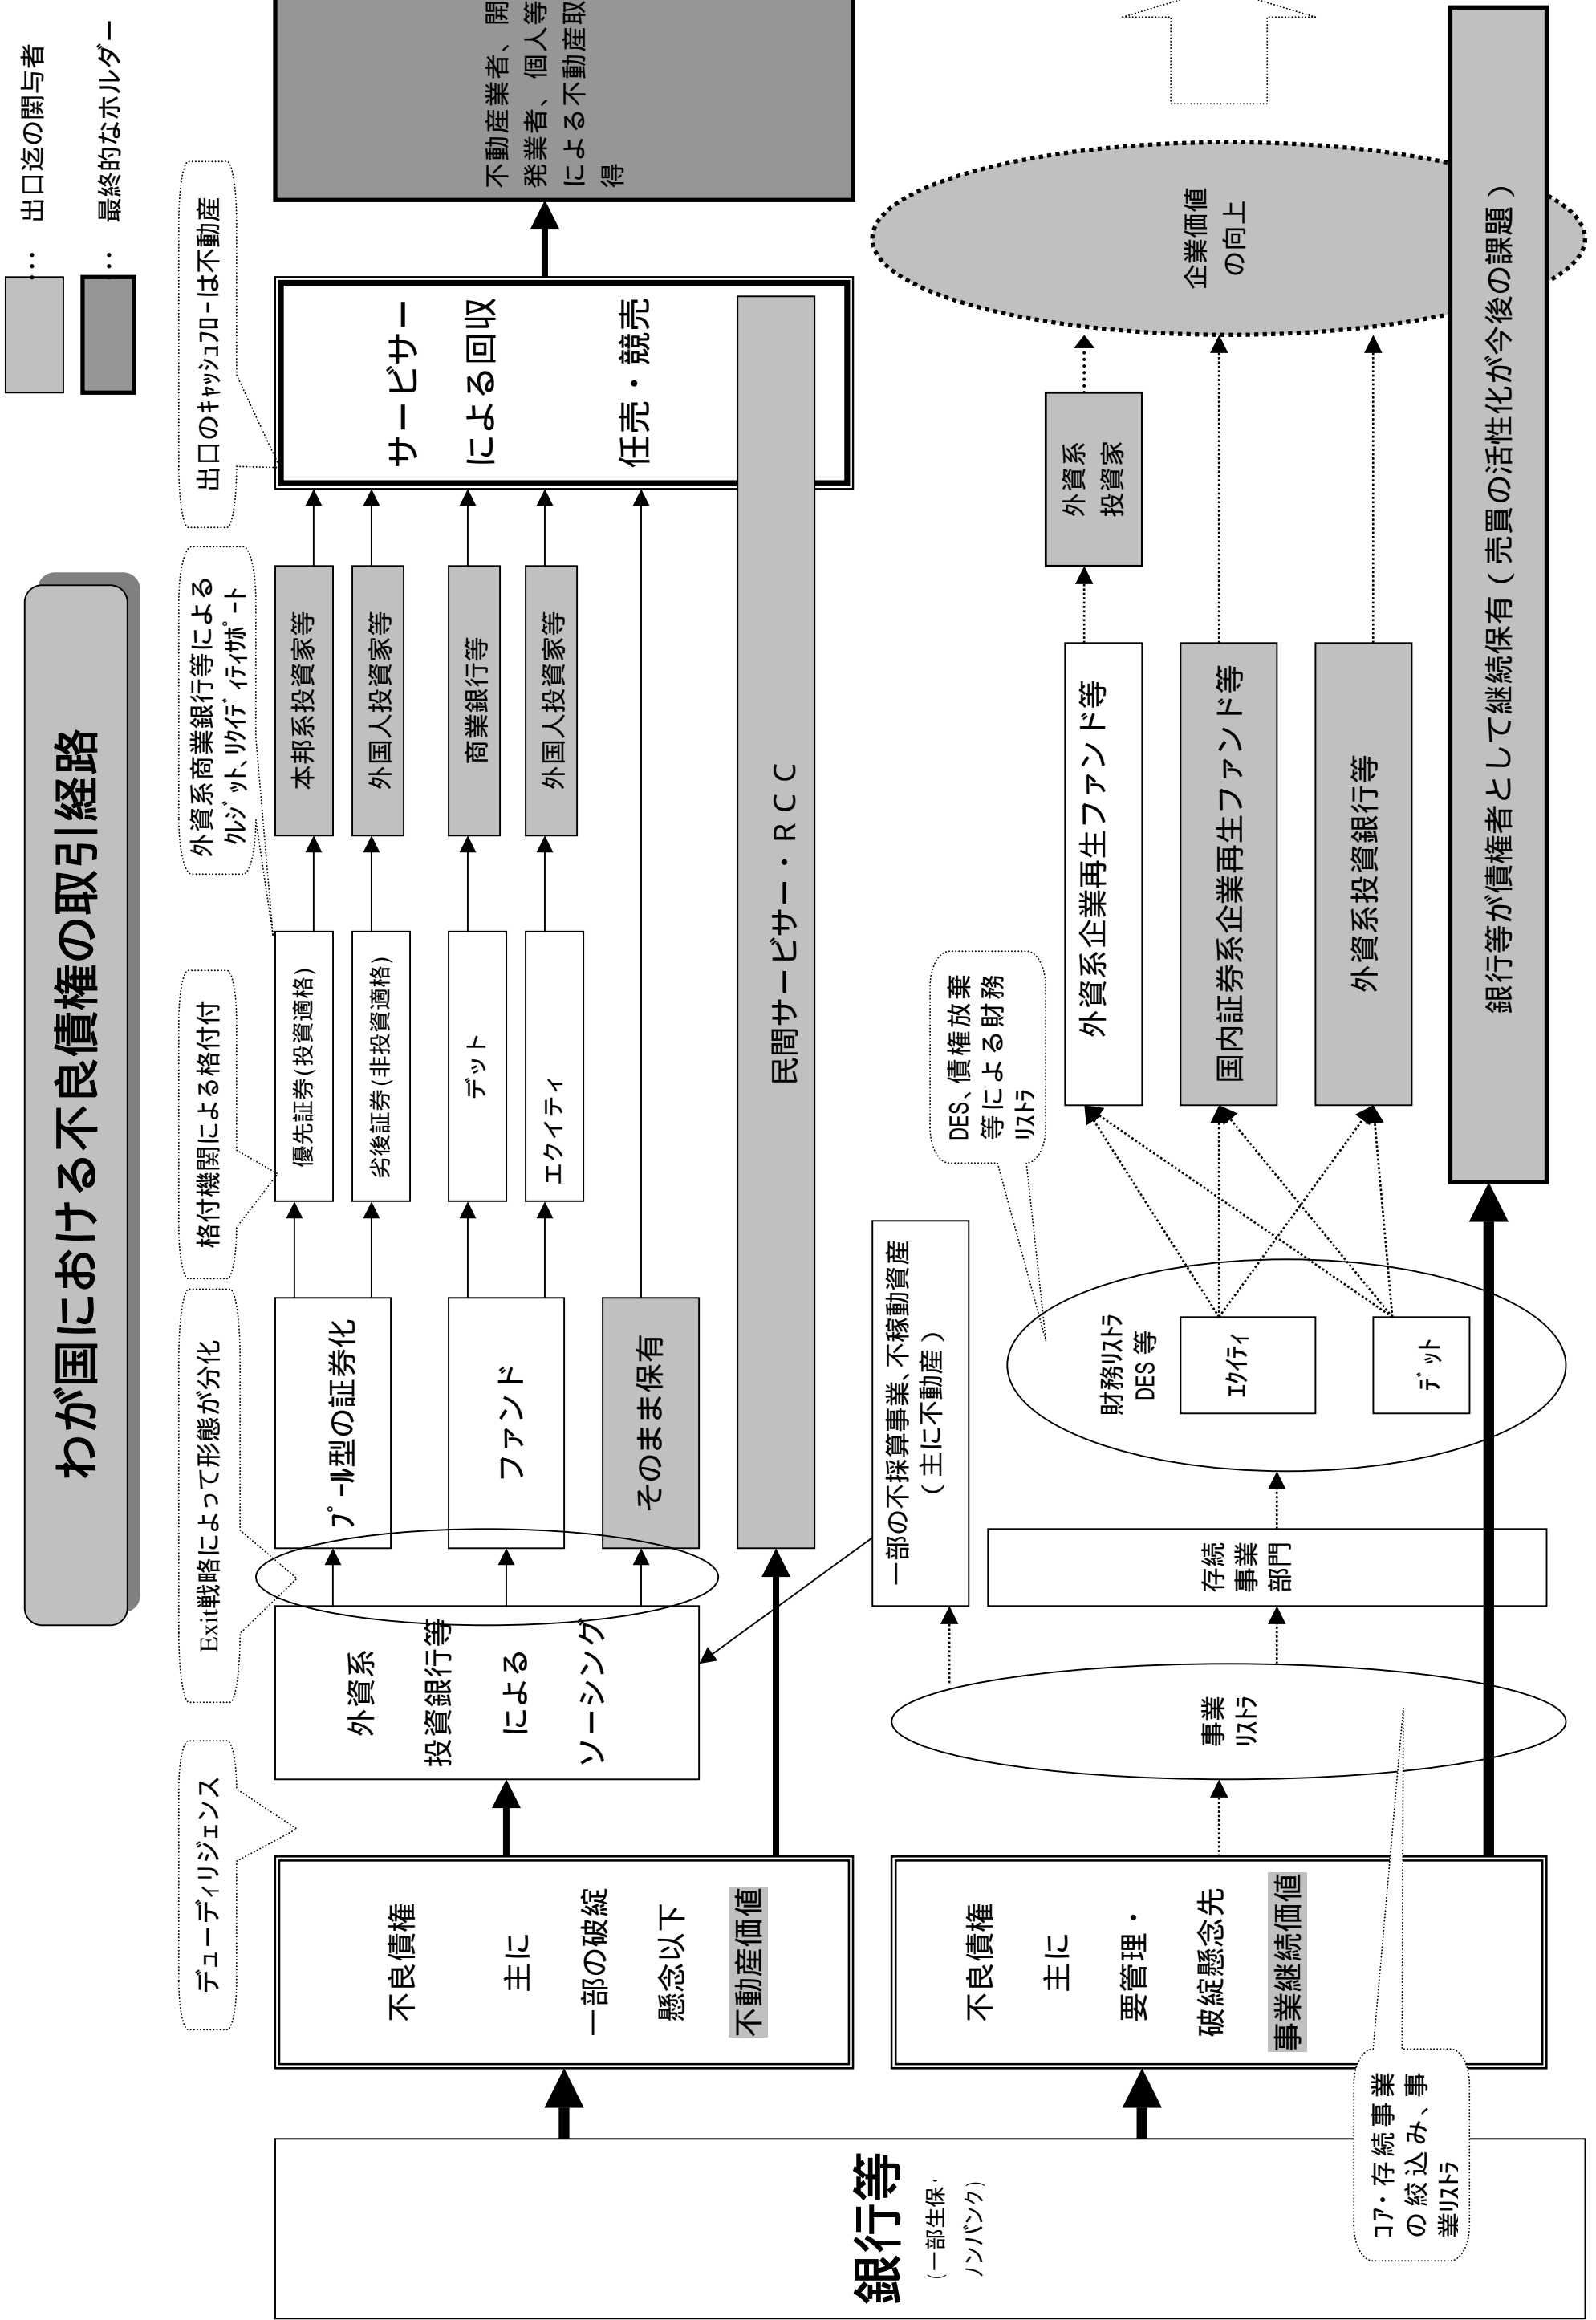 わが国における不良債権の取引経路
… 出口迄の関与者
‥ 最終的なホルダー
デューディリジェンス
Exit戦略によって形態が分化
格付機関による格付付
外資系商業銀行等による
ｸﾚｼﾞｯﾄ、ﾘｸｲﾃﾞｨﾃｨｻﾎﾟｰﾄ
出口のｷｬｯｼｭﾌﾛｰは不動産
銀行等
(一部生保･
ノンバンク)
不良債権
主に
一部の破綻
懸念以下
不動産価値
外資系
投資銀行等
による
ソーシング
ﾌﾟｰﾙ型の証券化
ファンド
そのまま保有
優先証券(投資適格)
劣後証券(非投資適格)
デット
エクイティ
本邦系投資家等
外国人投資家等
商業銀行等
外国人投資家等
サービサー
による回収
任売・競売
民間サービサー・ＲＣＣ
不動産業者、開
発業者、個人等
による不動産取
得
不良債権
主に
要管理・
破綻懸念先
事業継続価値
事業
ﾘｽﾄﾗ
ｺｱ・存続事業
の絞込み、事
業ﾘｽﾄﾗ
一部の不採算事業、不稼動資産
（主に不動産）
存続
事業
部門
財務ﾘｽﾄﾗ
DES 等
ｴｸｲﾃｨ
ﾃﾞｯﾄ
DES、債権放棄
等による財務
ﾘｽﾄﾗ
外資系企業再生ファンド等
国内証券系企業再生ファンド等
外資系投資銀行等
外資系
投資家
企業価値
の向上
銀行等が債権者として継続保有（売買の活性化が今後の課題）